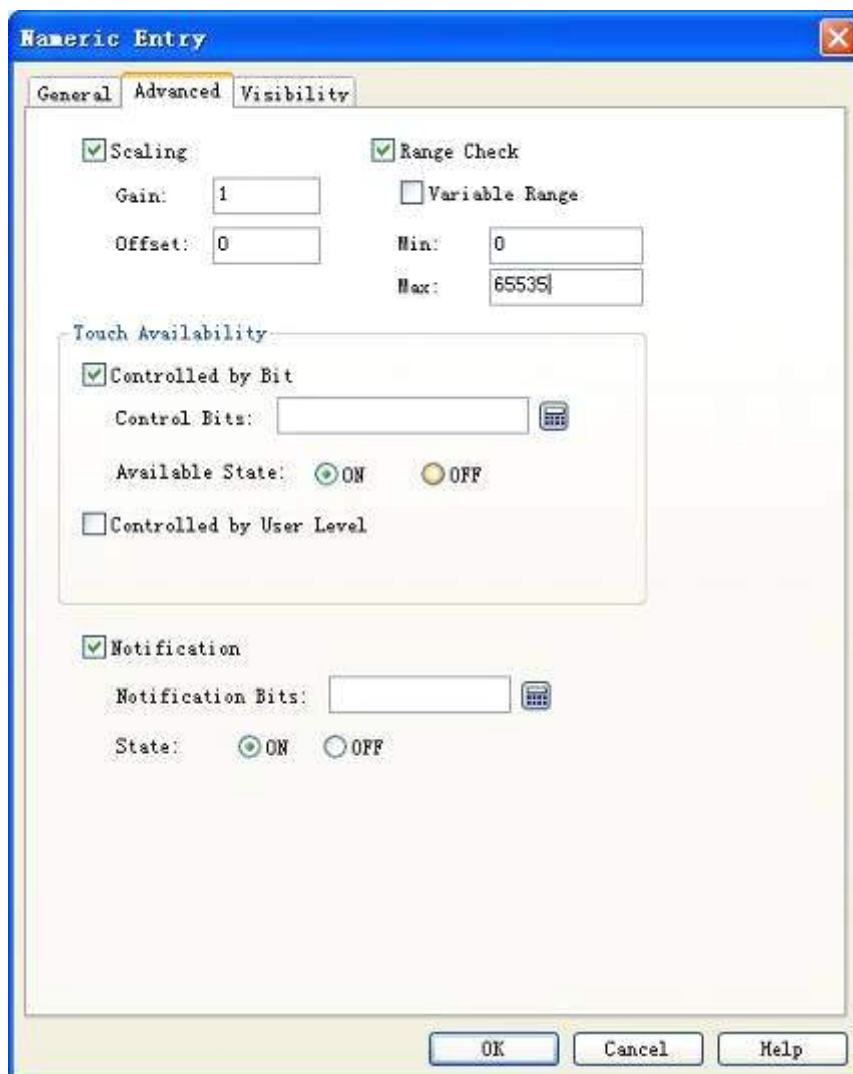 Nameric Entry
General Advanced Visibility
Scaling Range Check
Gain: 1 Variable Range
Offset: 0 Min: 0
Max: 65535
Touch Availability
Controlled by Bit
Control Bits:
Available State: ON OFF
Controlled by User Level
Notification
Notification Bits:
State: ON OFF
OK Cancel Help